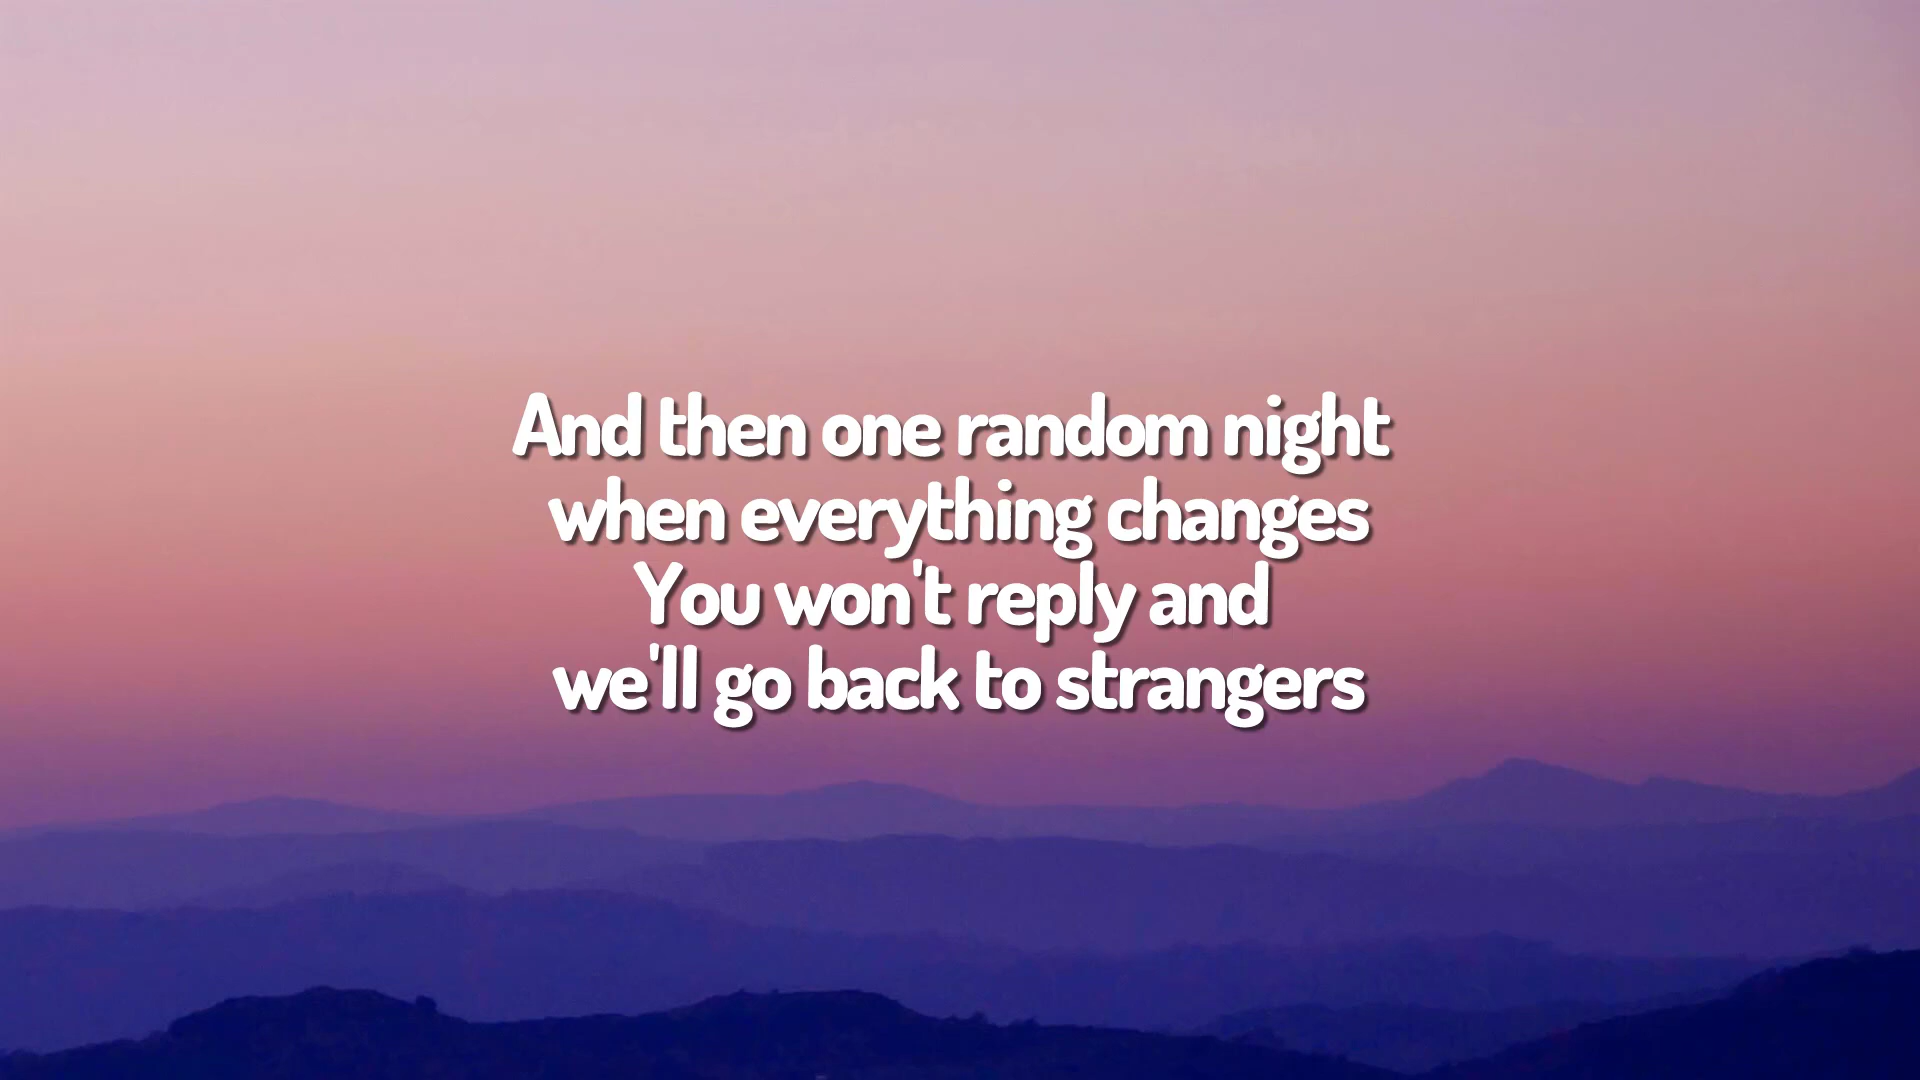 And then one random night
when everything changes
You won't reply and
we'll go back to strangers